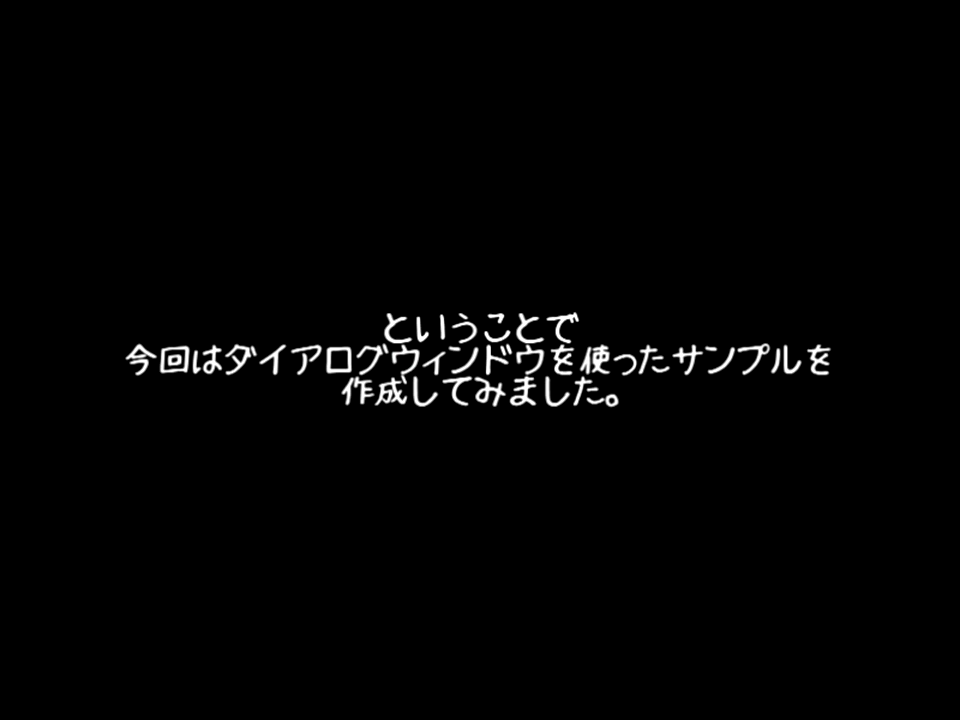 ということで
今回はダイアログウィンドウを使ったサンプルを
作成してみました。